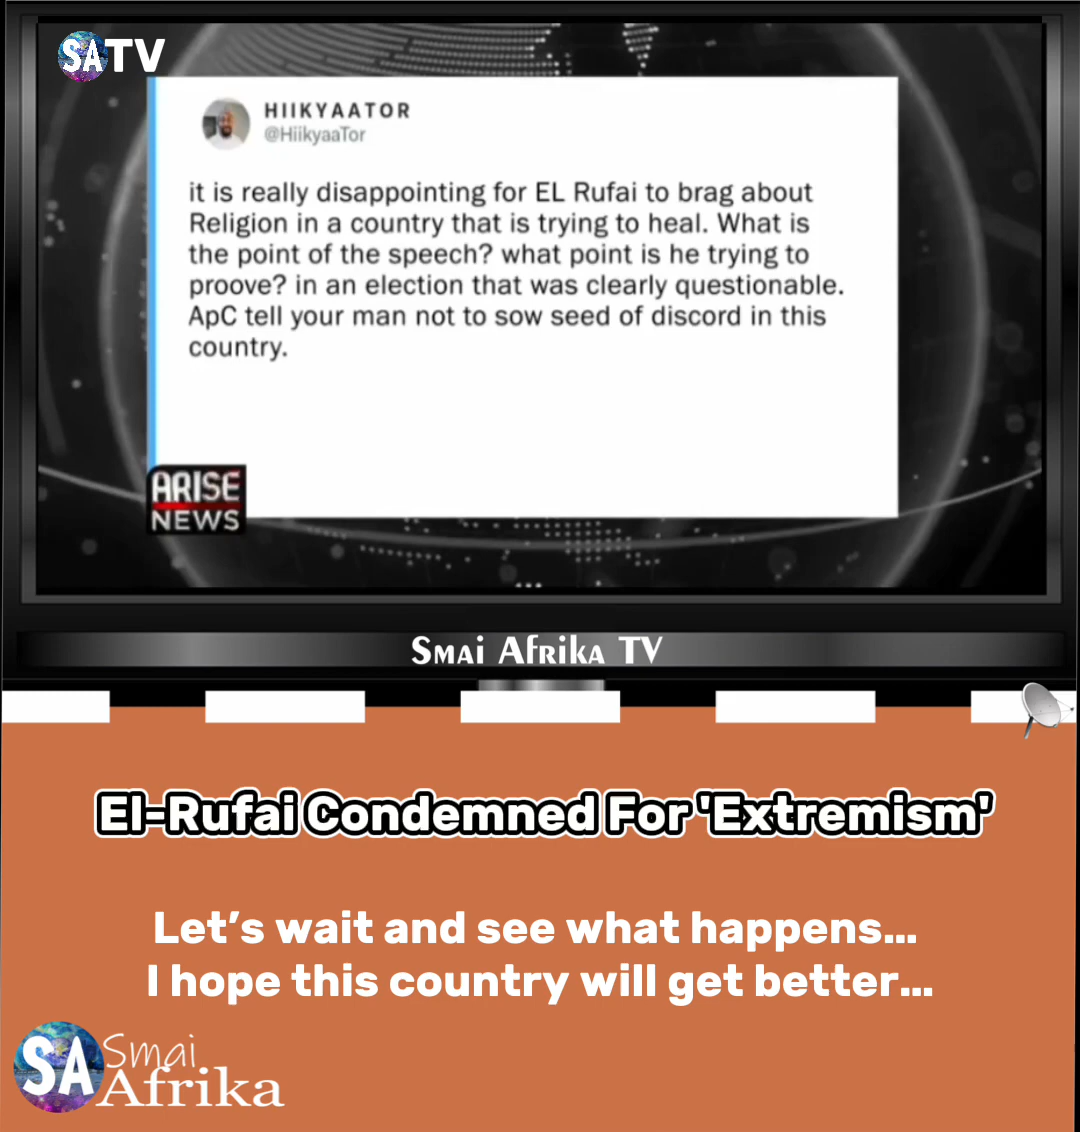 SATV
HIIKYAATOR
@HiikyaaTor
it is really disappointing for EL Rufai to brag about
Religion in a country that is trying to heal. What is
the point of the speech? what point is he trying to
proove? in an election that was clearly questionable.
ApC tell your man not to sow seed of discord in this
country.
ARISE
NEWS
Smai Afrika TV
El-Rufai Condemned For 'Extremism'
Let’s wait and see what happens...
I hope this country will get better...
SA Smai
Afrika